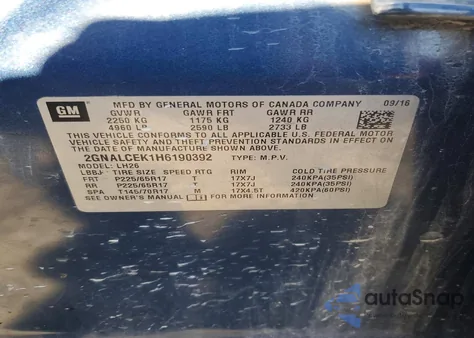 GM
MFD BY GENERAL MOTORS OF CANADA COMPANY 09/16
GVWR GAWR FRT GAWR RR
2250 KG 1175 KG 1240 KG
4960 LB 2590 LB 2733 LB
THIS VEHICLE CONFORMS TO ALL APPLICABLE U.S. FEDERAL MOTOR
VEHICLE SAFETY AND THEFT PREVENTION STANDARDS IN EFFECT ON
THE DATE OF MANUFACTURE SHOWN ABOVE.
2GNALCEK1H6190392 TYPE: M.P.V.
MODEL: LH26
LBBJ TIRE SIZE SPEED RTG RIM COLD TIRE PRESSURE
FRT P225/65R17 T 17X7J 240KPA(35PSI)
RR P225/65R17 T 17X7J 240KPA(35PSI)
SPA T145/70R17 M 17X4.5T 420KPA(60PSI)
SEE OWNER'S MANUAL FOR ADDITIONAL INFORMATION
autoSnap